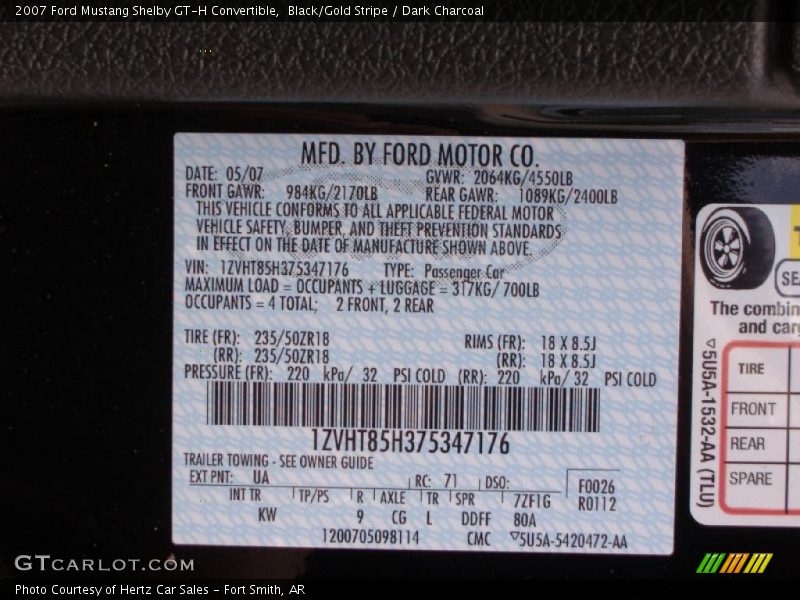 2007 Ford Mustang Shelby GT-H Convertible, Black/Gold Stripe / Dark Charcoal
MFD. BY FORD MOTOR CO.
DATE: 05/07 GVWR: 2064KG/4550LB
FRONT GAWR: 984KG/2170LB REAR GAWR: 1089KG/2400LB
THIS VEHICLE CONFORMS TO ALL APPLICABLE FEDERAL MOTOR
VEHICLE SAFETY, BUMPER, AND THEFT PREVENTION STANDARDS
IN EFFECT ON THE DATE OF MANUFACTURE SHOWN ABOVE.
VIN: 1ZVHT85H375347176 TYPE: Passenger Car
MAXIMUM LOAD = OCCUPANTS + LUGGAGE = 317KG/ 700LB
OCCUPANTS = 4 TOTAL; 2 FRONT, 2 REAR
TIRE (FR): 235/50ZR18 RIMS (FR): 18 X 8.5J
(RR): 235/50ZR18 (RR): 18 X 8.5J
PRESSURE (FR): 220 kPa/ 32 PSI COLD (RR): 220 kPa/ 32 PSI COLD
1ZVHT85H375347176
TRAILER TOWING - SEE OWNER GUIDE
EXT PNT: UA RC: 71 DSO: F0026
INT TR TP/PS R AXLE TR SPR 7ZF1G R0112
KW 9 CG L DDFF 80A
1200705098114 CMC ▽5U5A-5420472-AA
The combin
and carg
TIRE
FRONT
REAR
SPARE
▽5U5A-1532-AA (TLU)
GTCARLOT.COM
Photo Courtesy of Hertz Car Sales - Fort Smith, AR